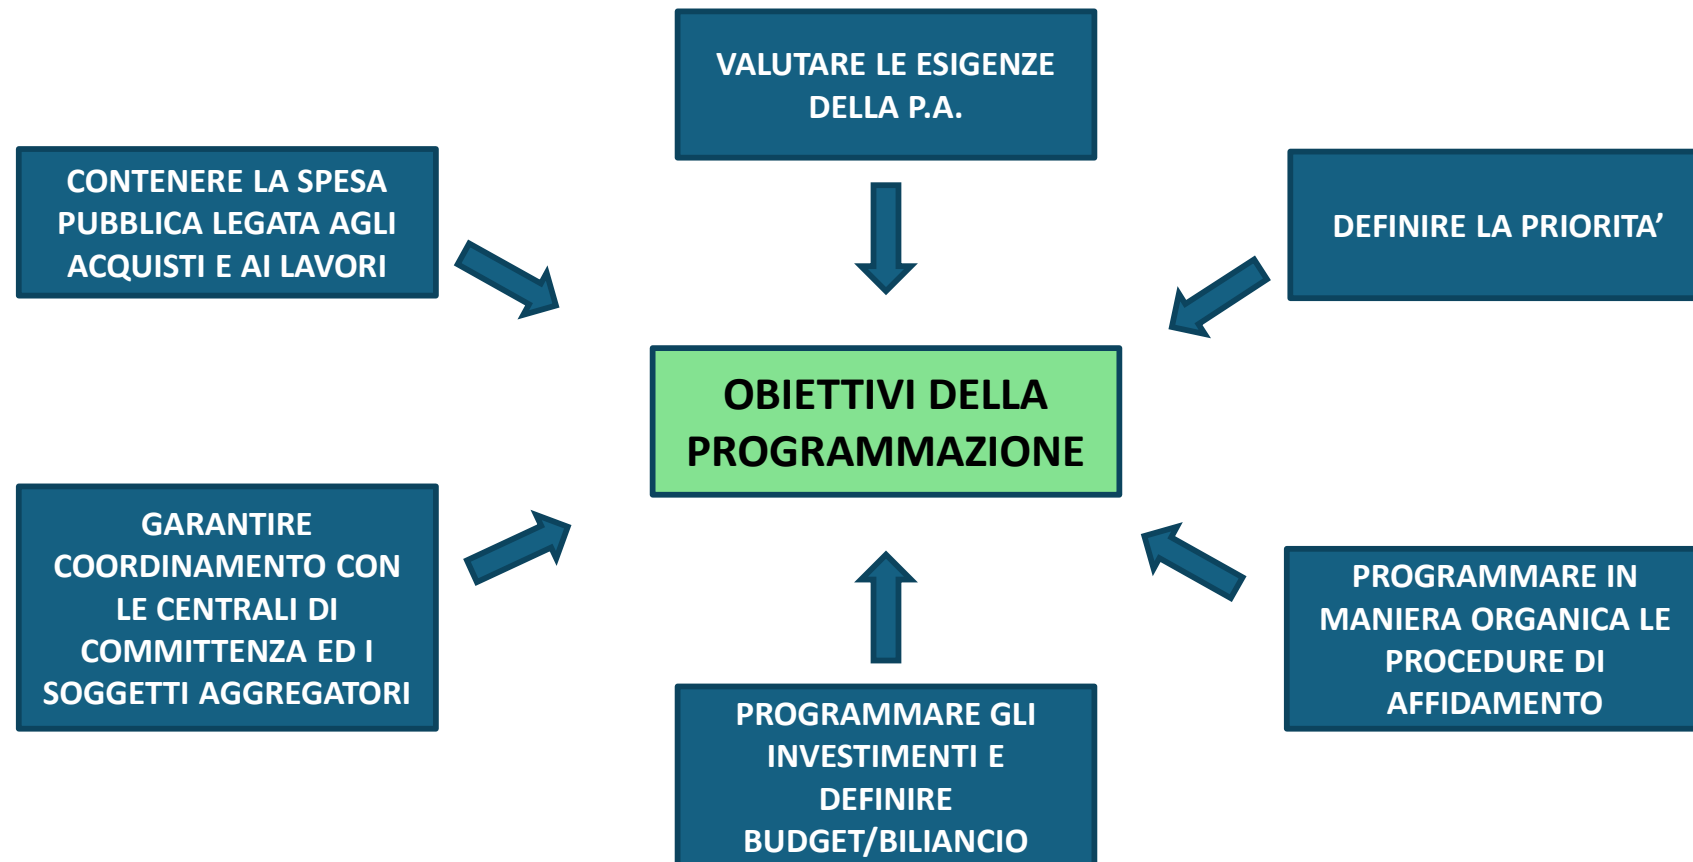 VALUTARE LE ESIGENZE
DELLA P.A.
CONTENERE LA SPESA
PUBBLICA LEGATA AGLI
ACQUISTI E AI LAVORI
DEFINIRE LA PRIORITA’
OBIETTIVI DELLA
PROGRAMMAZIONE
GARANTIRE
COORDINAMENTO CON
LE CENTRALI DI
COMMITTENZA ED I
SOGGETTI AGGREGATORI
PROGRAMMARE IN
MANIERA ORGANICA LE
PROCEDURE DI
AFFIDAMENTO
PROGRAMMARE GLI
INVESTIMENTI E
DEFINIRE
BUDGET/BILIANCIO